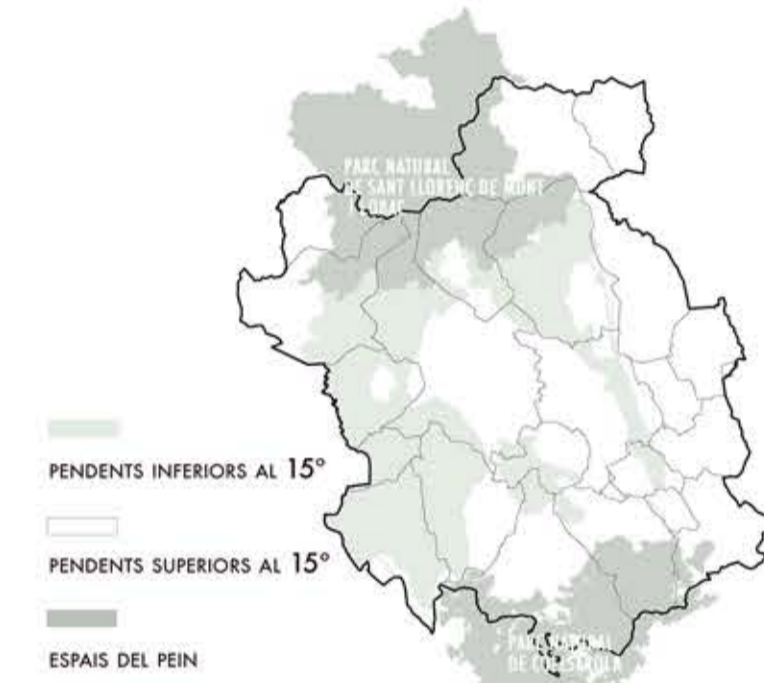 PARC NATURAL
DE SANT LLORENÇ DE MUNT
I L'OBAC
PENDENTS INFERIORS AL 15°
PENDENTS SUPERIORS AL 15°
ESPAIS DEL PEIN
PARC NATURAL
DE COLLSEROLA